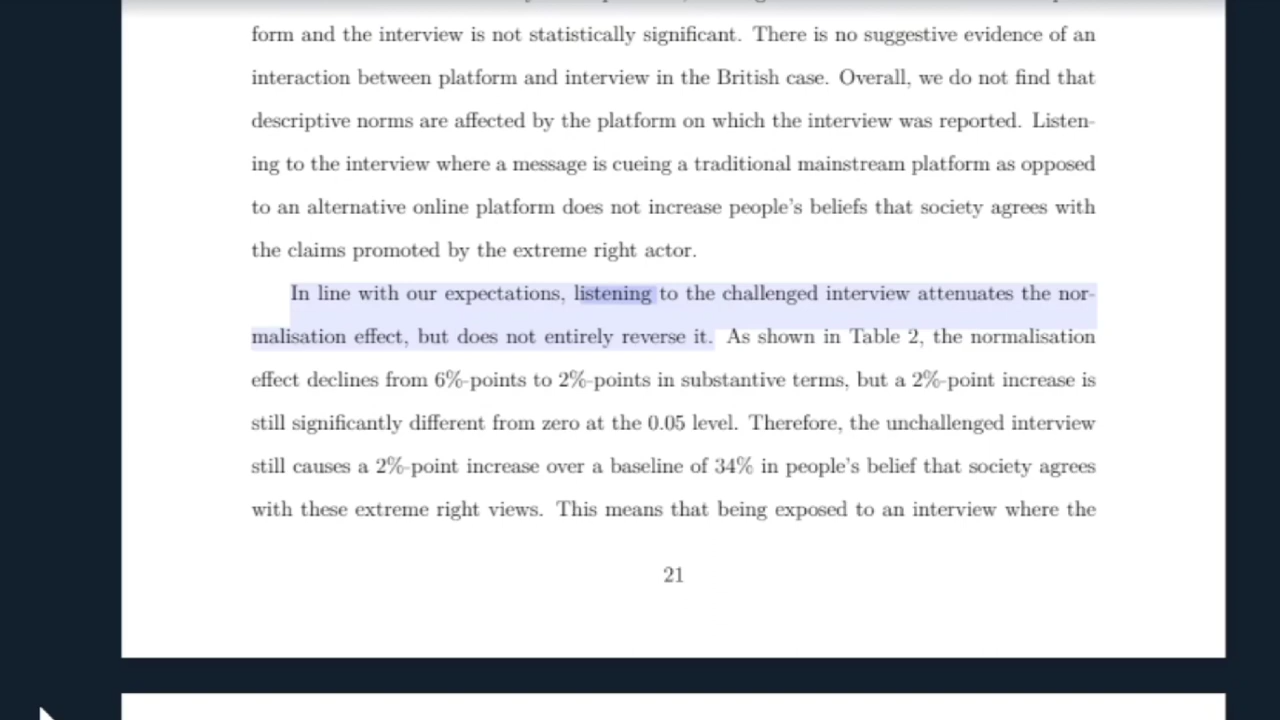 form and the interview is not statistically significant. There is no suggestive evidence of an
interaction between platform and interview in the British case. Overall, we do not find that
descriptive norms are affected by the platform on which the interview was reported. Listen-
ing to the interview where a message is cueing a traditional mainstream platform as opposed
to an alternative online platform does not increase people's beliefs that society agrees with
the claims promoted by the extreme right actor.
In line with our expectations, listening to the challenged interview attenuates the nor-
malisation effect, but does not entirely reverse it. As shown in Table 2, the normalisation
effect declines from 6%-points to 2%-points in substantive terms, but a 2%-point increase is
still significantly different from zero at the 0.05 level. Therefore, the unchallenged interview
still causes a 2%-point increase over a baseline of 34% in people's belief that society agrees
with these extreme right views. This means that being exposed to an interview where the
21